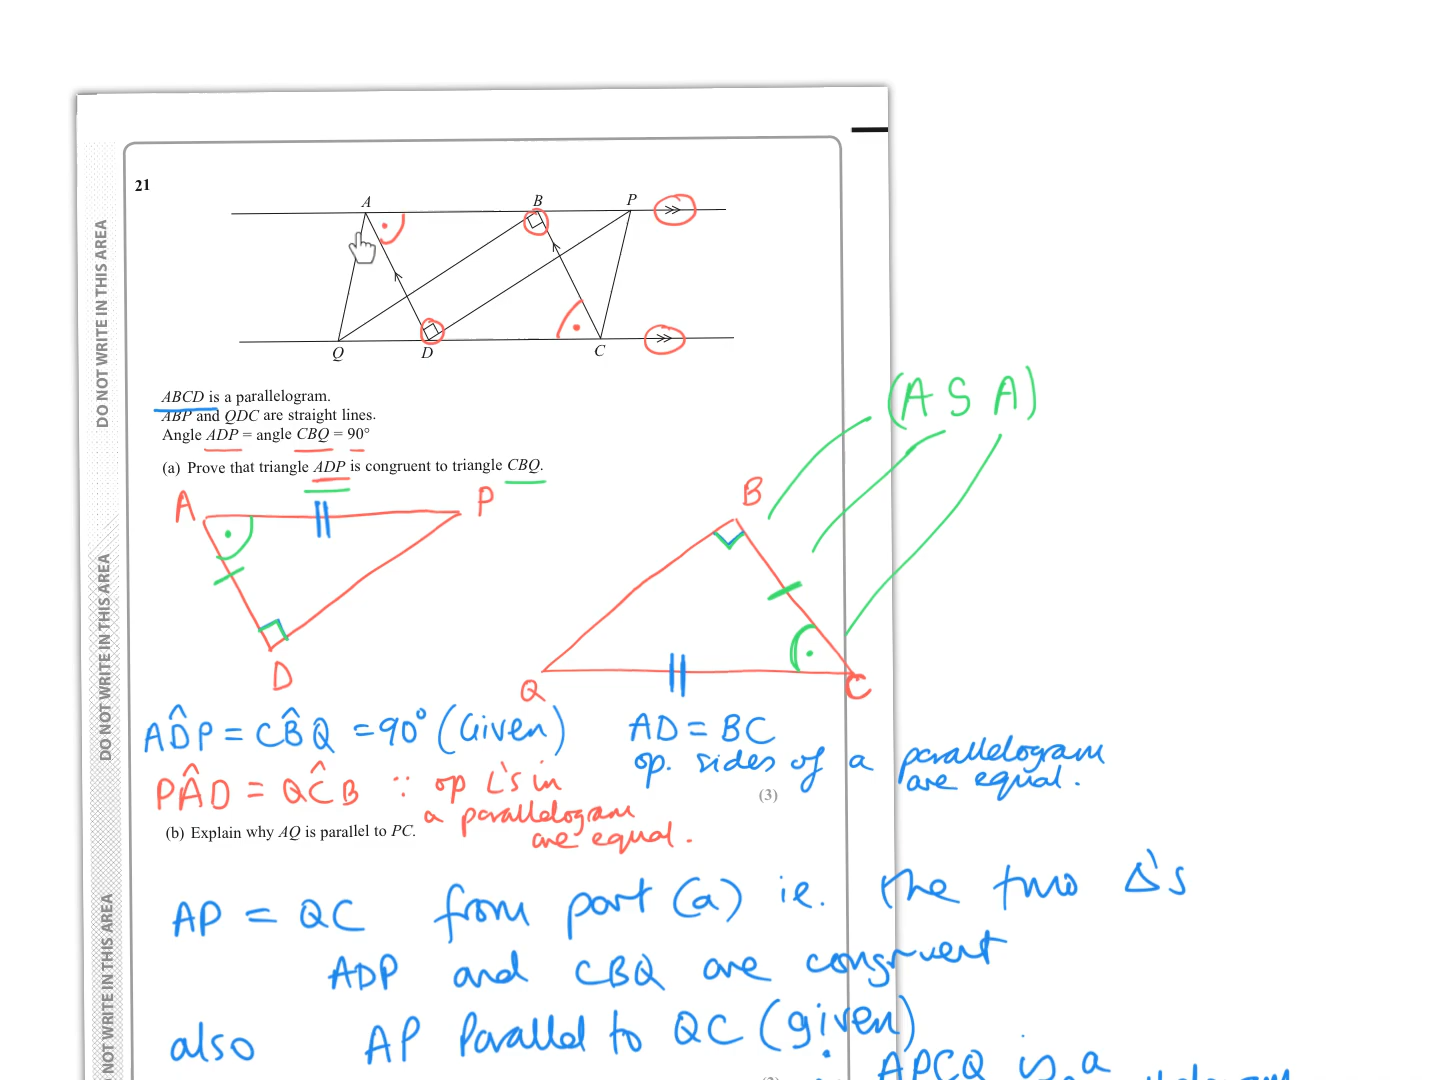 DO NOT WRITE IN THIS AREA
DO NOT WRITE IN THIS AREA
NOT WRITE IN THIS AREA
21
A
B
P
Q
D
C
ABCD is a parallelogram.
ABP and QDC are straight lines.
Angle ADP = angle CBQ = 90°
(a) Prove that triangle ADP is congruent to triangle CBQ.
(ASA)
A
P
D
B
Q
C
AD̂P = CB̂Q = 90° (Given)
AD = BC
op. sides of a parallelogram
are equal.
PÂD = QĈB ∵ op L's in
a parallelogram
are equal.
(3)
(b) Explain why AQ is parallel to PC.
AP = QC from part (a) ie. the two Δ's
ADP and CBQ are congruent
also AP Parallel to QC (given)
APCQ is a